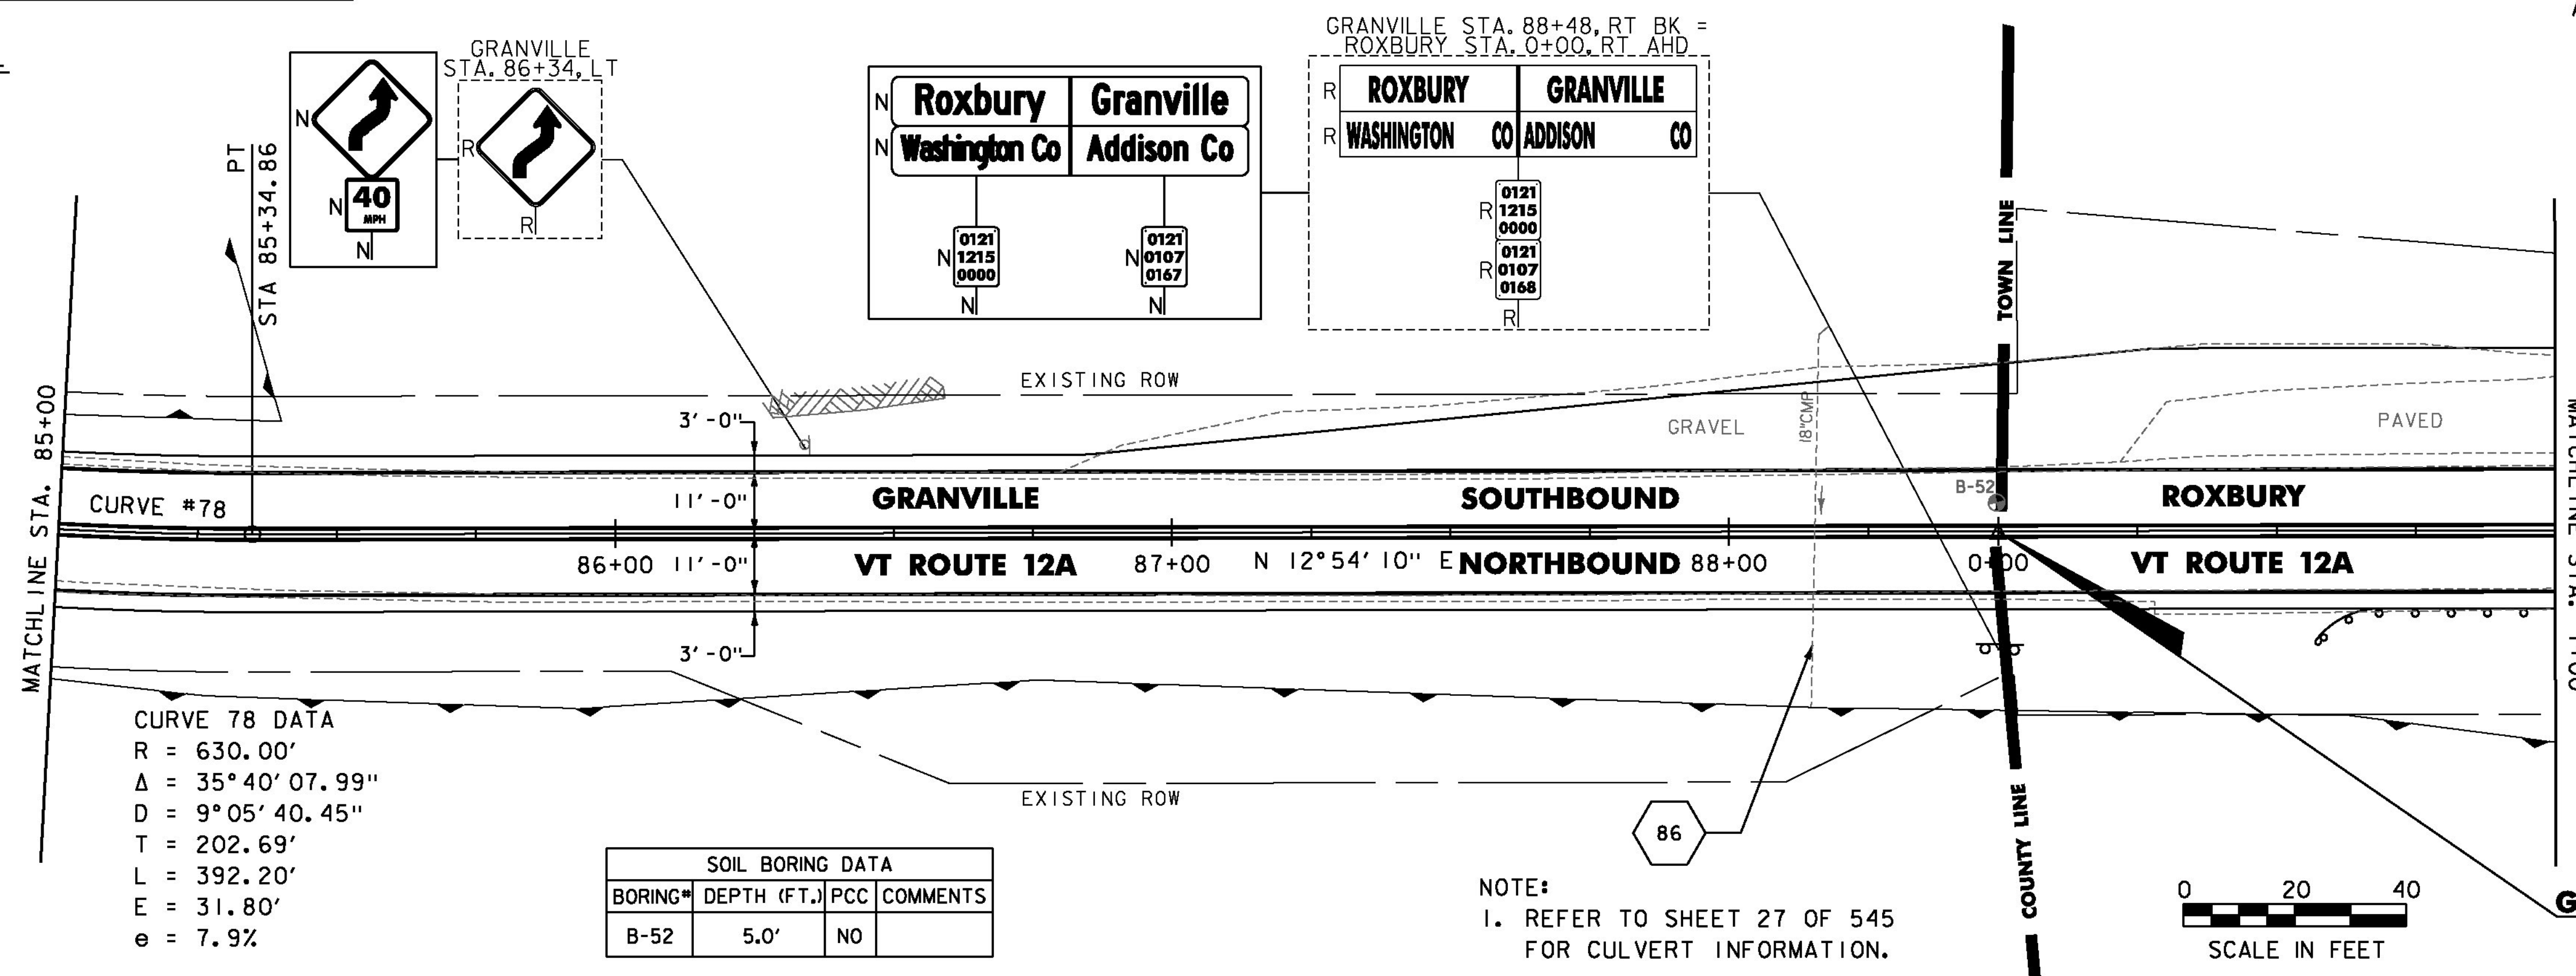 GRANVILLE
STA. 86+34, LT
GRANVILLE STA. 88+48, RT BK =
ROXBURY STA. 0+00, RT AHD
N
40
MPH
N
N
R
R
PT
STA 85+34.86
N
Roxbury
Granville
N
Washington Co
Addison Co
N
0121
1215
0000
N
N
0121
0107
0167
N
R
ROXBURY
GRANVILLE
R
WASHINGTON CO
ADDISON CO
R
0121
1215
0000
R
0121
0107
0168
R
TOWN LINE
MATCHLINE STA. 85+00
EXISTING ROW
3'-0"
GRAVEL
18"CMP
PAVED
CURVE #78
11'-0"
GRANVILLE
SOUTHBOUND
B-52
ROXBURY
86+00
11'-0"
VT ROUTE 12A
87+00
N 12°54'10" E
NORTHBOUND
88+00
0+00
VT ROUTE 12A
3'-0"
EXISTING ROW
CURVE 78 DATA
R = 630.00'
Δ = 35°40'07.99"
D = 9°05'40.45"
T = 202.69'
L = 392.20'
E = 31.80'
e = 7.9%
SOIL BORING DATA
BORING# DEPTH (FT.) PCC COMMENTS
B-52 5.0' NO
86
NOTE:
1. REFER TO SHEET 27 OF 545
FOR CULVERT INFORMATION.
COUNTY LINE
0 20 40
SCALE IN FEET
G